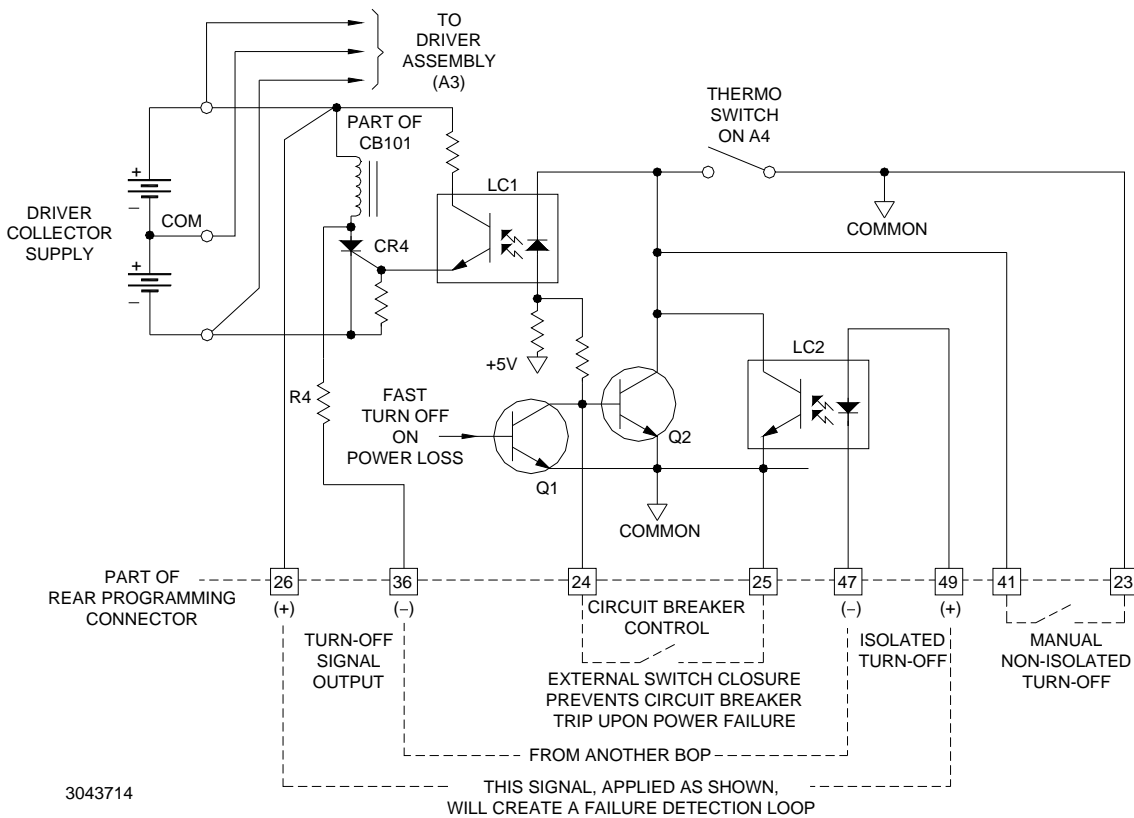 TO
DRIVER
ASSEMBLY
(A3)
THERMO
SWITCH
ON A4
PART OF
CB101
LC1
+
–
COM
DRIVER
COLLECTOR
SUPPLY
+
–
CR4
COMMON
+5V
LC2
R4
FAST
TURN OFF
ON
POWER LOSS
Q2
Q1
COMMON
PART OF
REAR PROGRAMMING
CONNECTOR
26
36
24
25
47
49
41
23
(+)
(–)
(–)
(+)
TURN-OFF
SIGNAL
OUTPUT
CIRCUIT BREAKER
CONTROL
ISOLATED
TURN-OFF
MANUAL
NON-ISOLATED
TURN-OFF
EXTERNAL SWITCH CLOSURE
PREVENTS CIRCUIT BREAKER
TRIP UPON POWER FAILURE
FROM ANOTHER BOP
THIS SIGNAL, APPLIED AS SHOWN,
WILL CREATE A FAILURE DETECTION LOOP
3043714